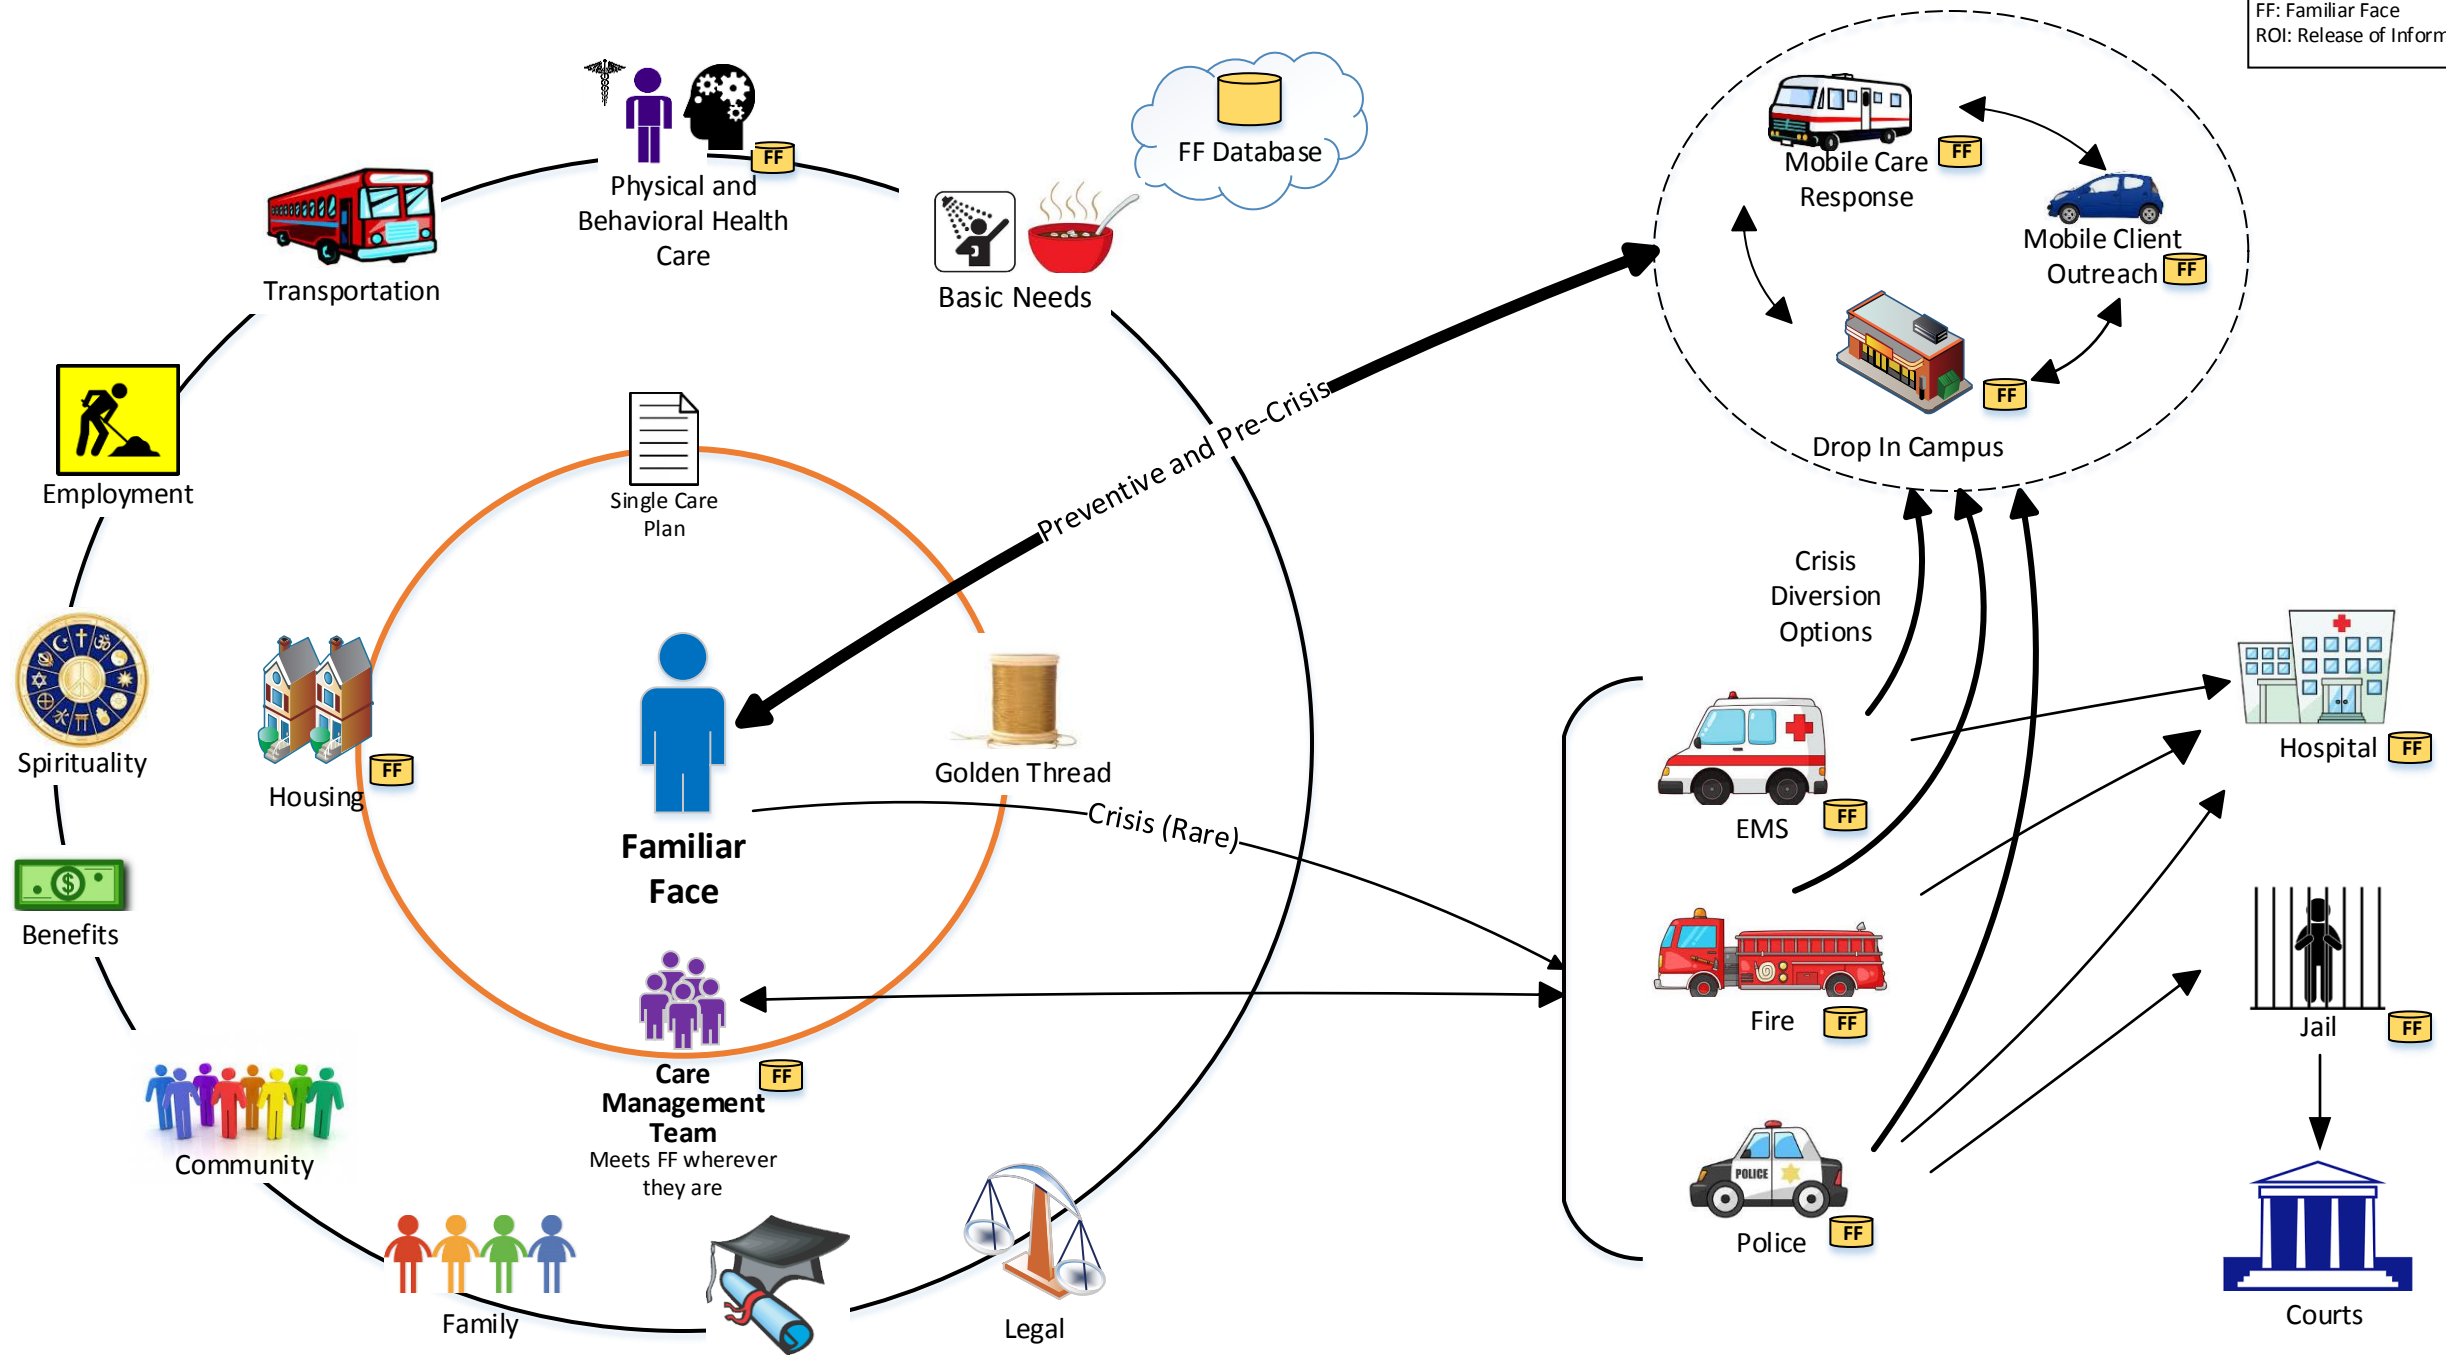 FF: Familiar Face
ROI: Release of Inform
FF Database
FF
Physical and
Behavioral Health
Care
Transportation
Basic Needs
Mobile Care
Response
FF
Mobile Client
Outreach
FF
FF
Drop In Campus
Preventive and Pre-Crisis
Employment
Single Care
Plan
Crisis
Diversion
Options
Spirituality
Housing
FF
Golden Thread
Hospital
FF
Crisis (Rare)
EMS
FF
Familiar
Face
Benefits
Fire
FF
Jail
FF
Care
Management
Team
FF
Meets FF wherever
they are
Community
POLICE
Police
FF
Family
Legal
Courts